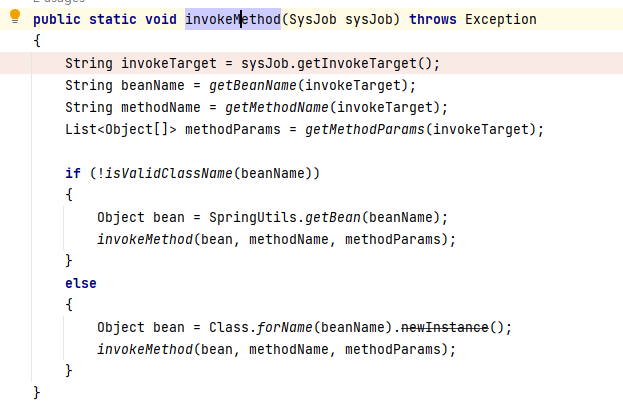 2 usages
public static void invokeMethod(SysJob sysJob) throws Exception
{
    String invokeTarget = sysJob.getInvokeTarget();
    String beanName = getBeanName(invokeTarget);
    String methodName = getMethodName(invokeTarget);
    List<Object[]> methodParams = getMethodParams(invokeTarget);

    if (!isValidClassName(beanName))
    {
        Object bean = SpringUtils.getBean(beanName);
        invokeMethod(bean, methodName, methodParams);
    }
    else
    {
        Object bean = Class.forName(beanName).newInstance();
        invokeMethod(bean, methodName, methodParams);
    }
}